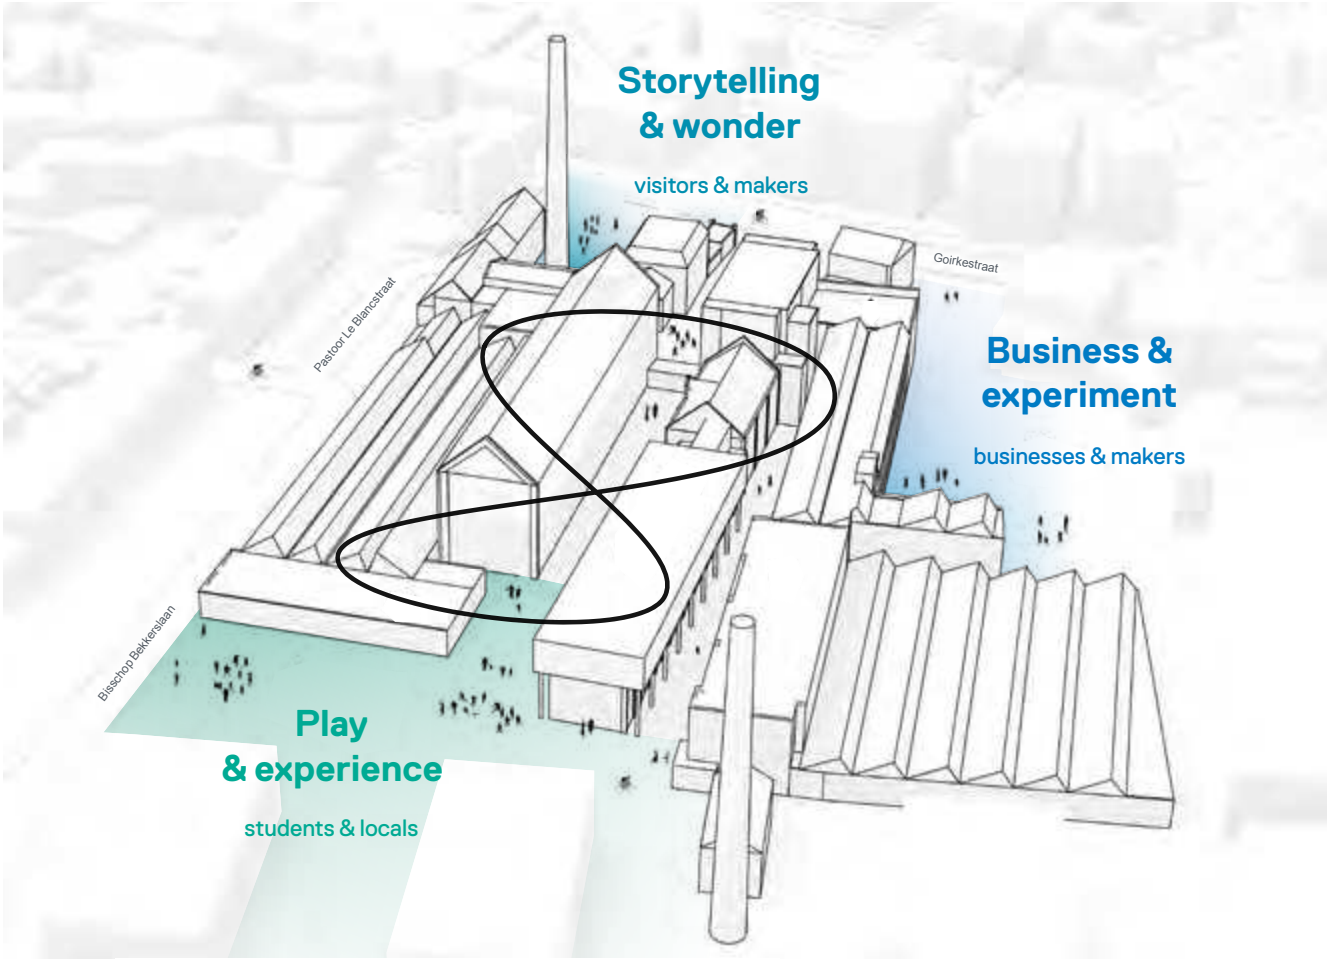 Storytelling
& wonder
visitors & makers
Goirkestraat
Pastoor Le Blancstraat
Business &
experiment
businesses & makers
Bisschop Bekkerslaan
Play
& experience
students & locals